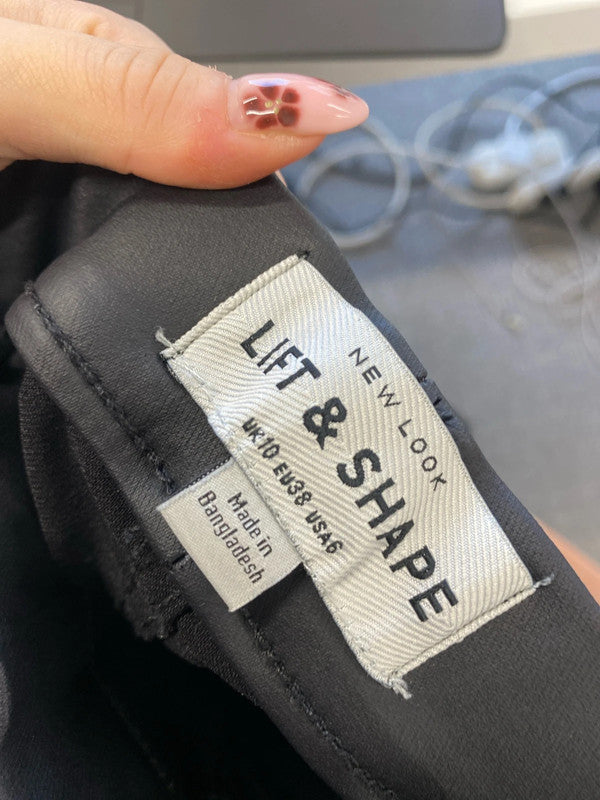 NEW LOOK
LIFT & SHAPE
UK10 EU38 USA6
Made in
Bangladesh